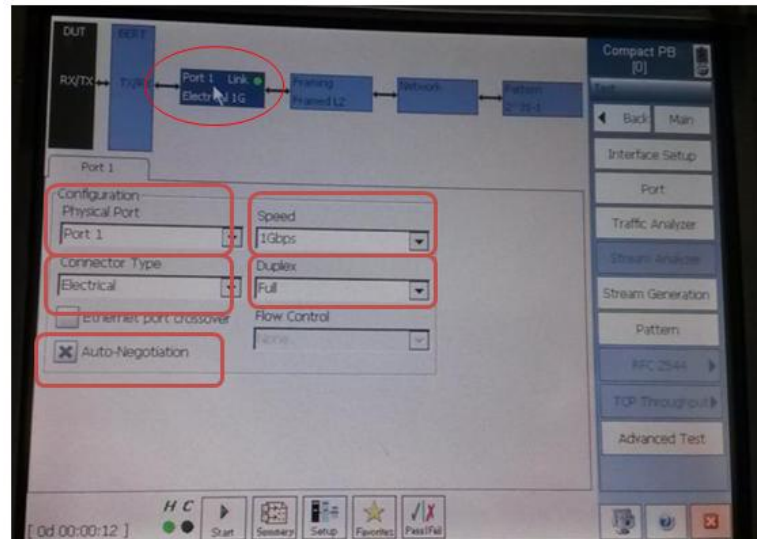 DUT
BERT
RX/TX
TX/RX
Port 1 Link
Electrical 1G
Framing
Framed L2
Network
Pattern
Port 1
Configuration
Physical Port
Port 1
Speed
1Gbps
Connector Type
Electrical
Duplex
Full
Ethernet port crossover
Flow Control
None
Auto-Negotiation
Compact PB
[0]
Test
Back
Main
Interface Setup
Port
Traffic Analyzer
Stream Analyzer
Stream Generation
Pattern
RFC 2544
TCP Throughput
Advanced Test
[ 0d 00:00:12 ]
H C
Start
Summary
Setup
Favorites
Pass/Fail